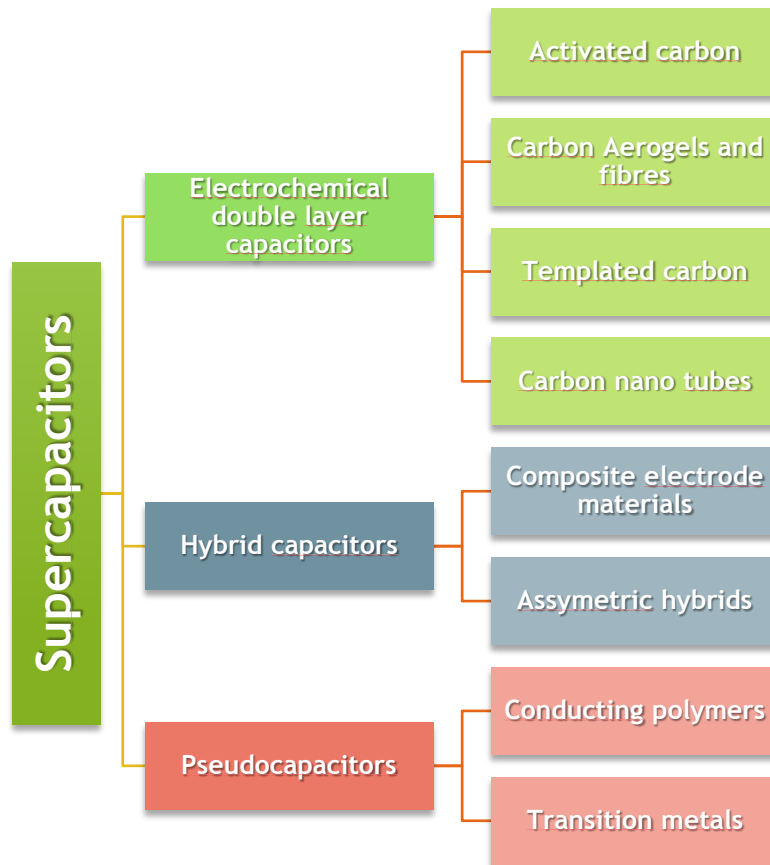 Supercapacitors
Electrochemical
double layer
capacitors
Activated carbon
Carbon Aerogels and
fibres
Templated carbon
Carbon nano tubes
Hybrid capacitors
Composite electrode
materials
Assymetric hybrids
Pseudocapacitors
Conducting polymers
Transition metals